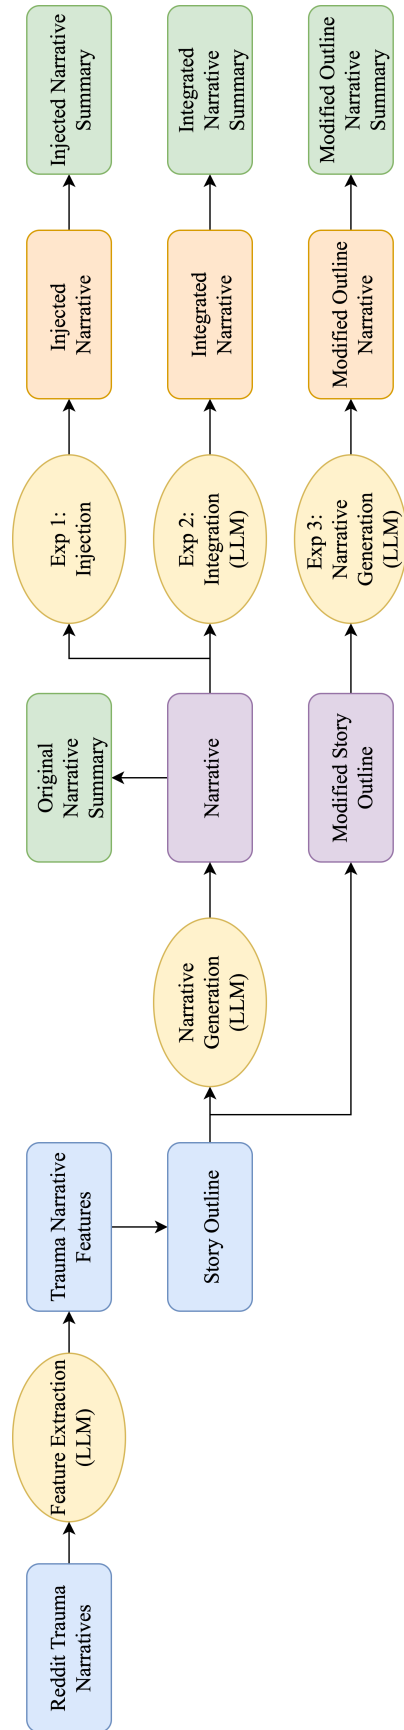 Reddit Trauma
Narratives
Feature Extraction
(LLM)
Trauma Narrative
Features
Story Outline
Narrative
Generation
(LLM)
Original
Narrative
Summary
Narrative
Modified Story
Outline
Exp 1:
Injection
Exp 2:
Integration
(LLM)
Exp 3:
Narrative
Generation
(LLM)
Injected
Narrative
Integrated
Narrative
Modified Outline
Narrative
Injected Narrative
Summary
Integrated
Narrative
Summary
Modified Outline
Narrative
Summary